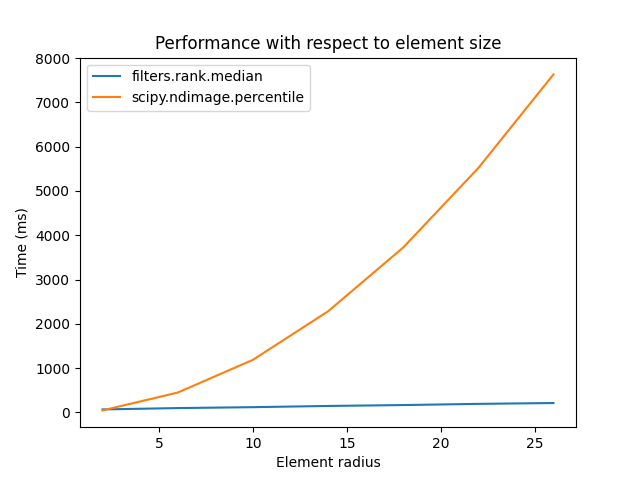 Performance with respect to element size
filters.rank.median
scipy.ndimage.percentile
Time (ms)
8000
7000
6000
5000
4000
3000
2000
1000
0
5 10 15 20 25
Element radius